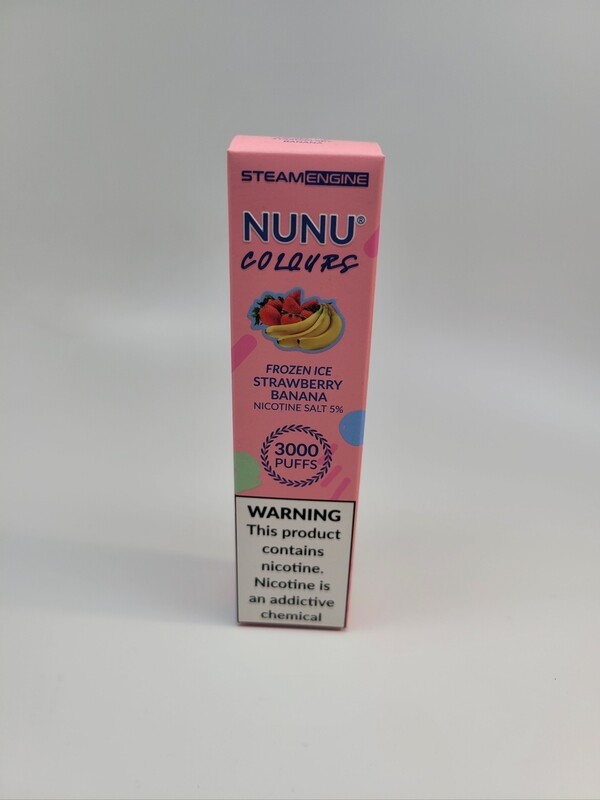 STEAMENGINE
NUNU®
COLOURS
FROZEN ICE
STRAWBERRY
BANANA
NICOTINE SALT 5%
3000
PUFFS
WARNING
This product
contains
nicotine.
Nicotine is
an addictive
chemical